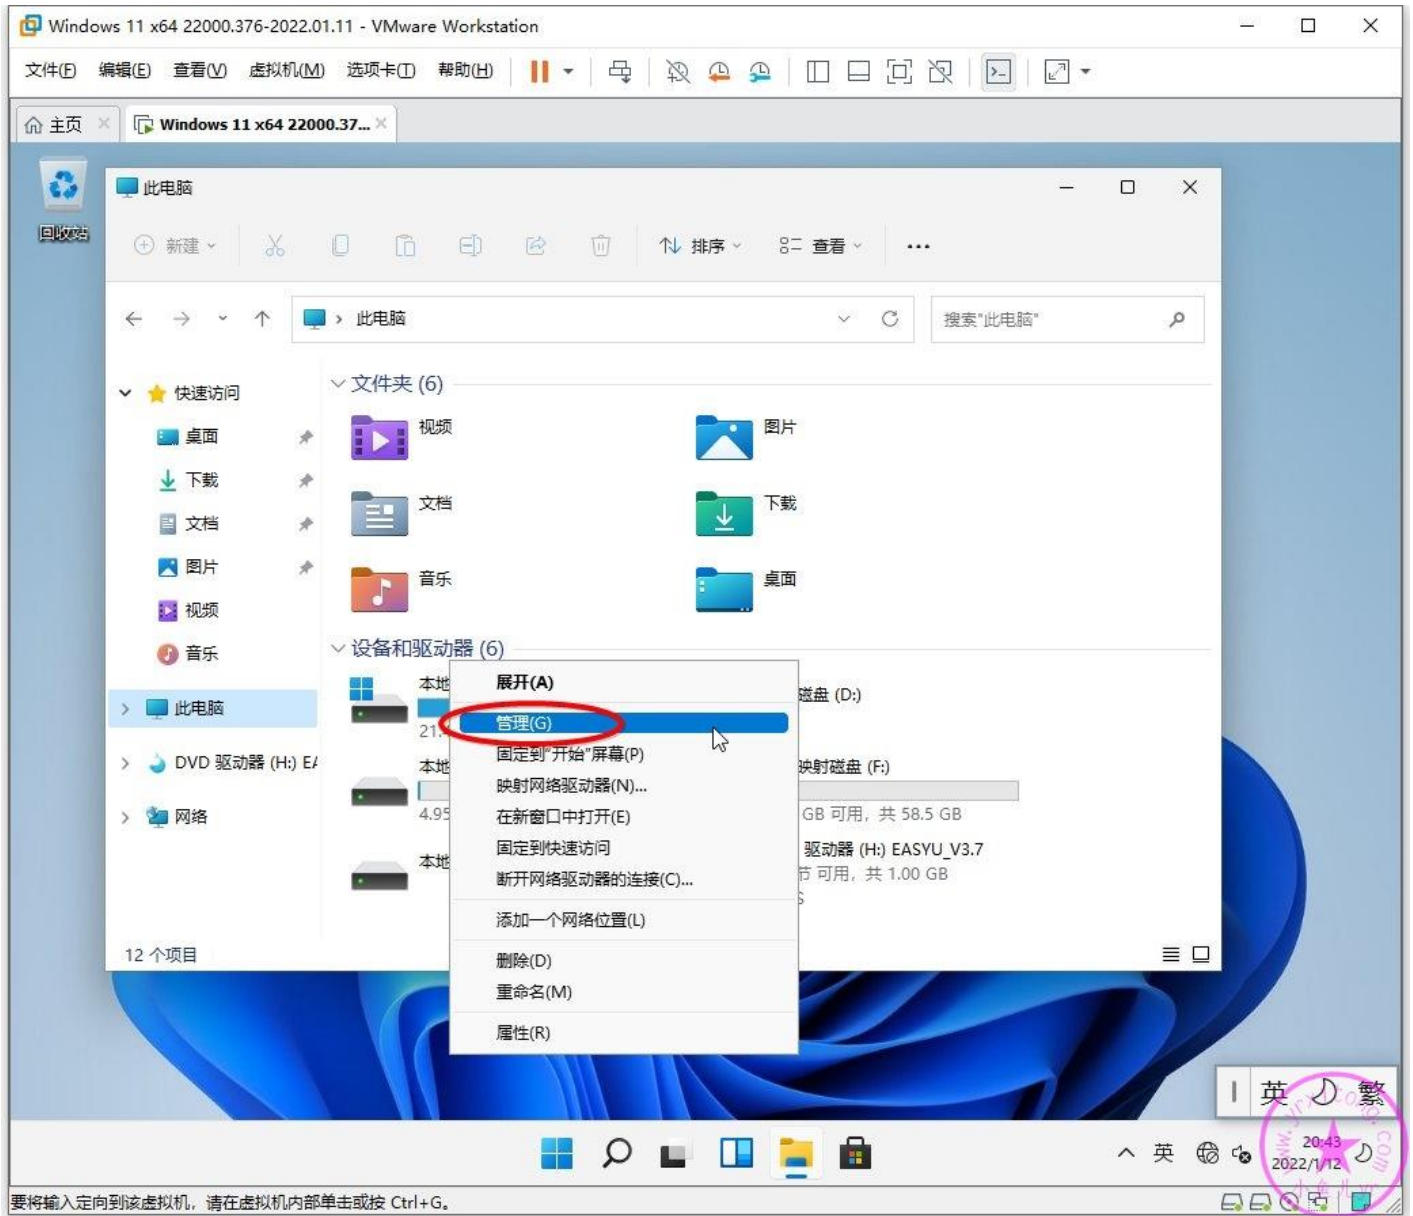 Windows 11 x64 22000.376-2022.01.11 - VMware Workstation
文件(F) 编辑(E) 查看(V) 虚拟机(M) 选项卡(T) 帮助(H)
主页 Windows 11 x64 22000.37...
回收站
此电脑
新建 排序 查看
此电脑
搜索"此电脑"
快速访问
桌面
下载
文档
图片
视频
音乐
此电脑
DVD 驱动器 (H:) EA
网络
文件夹 (6)
视频 图片
文档 下载
音乐 桌面
设备和驱动器 (6)
本地
21.
本地
4.95
本地
磁盘 (D:)
映射磁盘 (F:)
GB 可用, 共 58.5 GB
驱动器 (H:) EASYU_V3.7
节 可用, 共 1.00 GB
S
展开(A)
管理(G)
固定到"开始"屏幕(P)
映射网络驱动器(N)...
在新窗口中打开(E)
固定到快速访问
断开网络驱动器的连接(C)...
添加一个网络位置(L)
删除(D)
重命名(M)
属性(R)
12 个项目
英 繁
英
20:43
2022/1/12
小鱼儿yr
要将输入定向到该虚拟机，请在虚拟机内部单击或按 Ctrl+G。